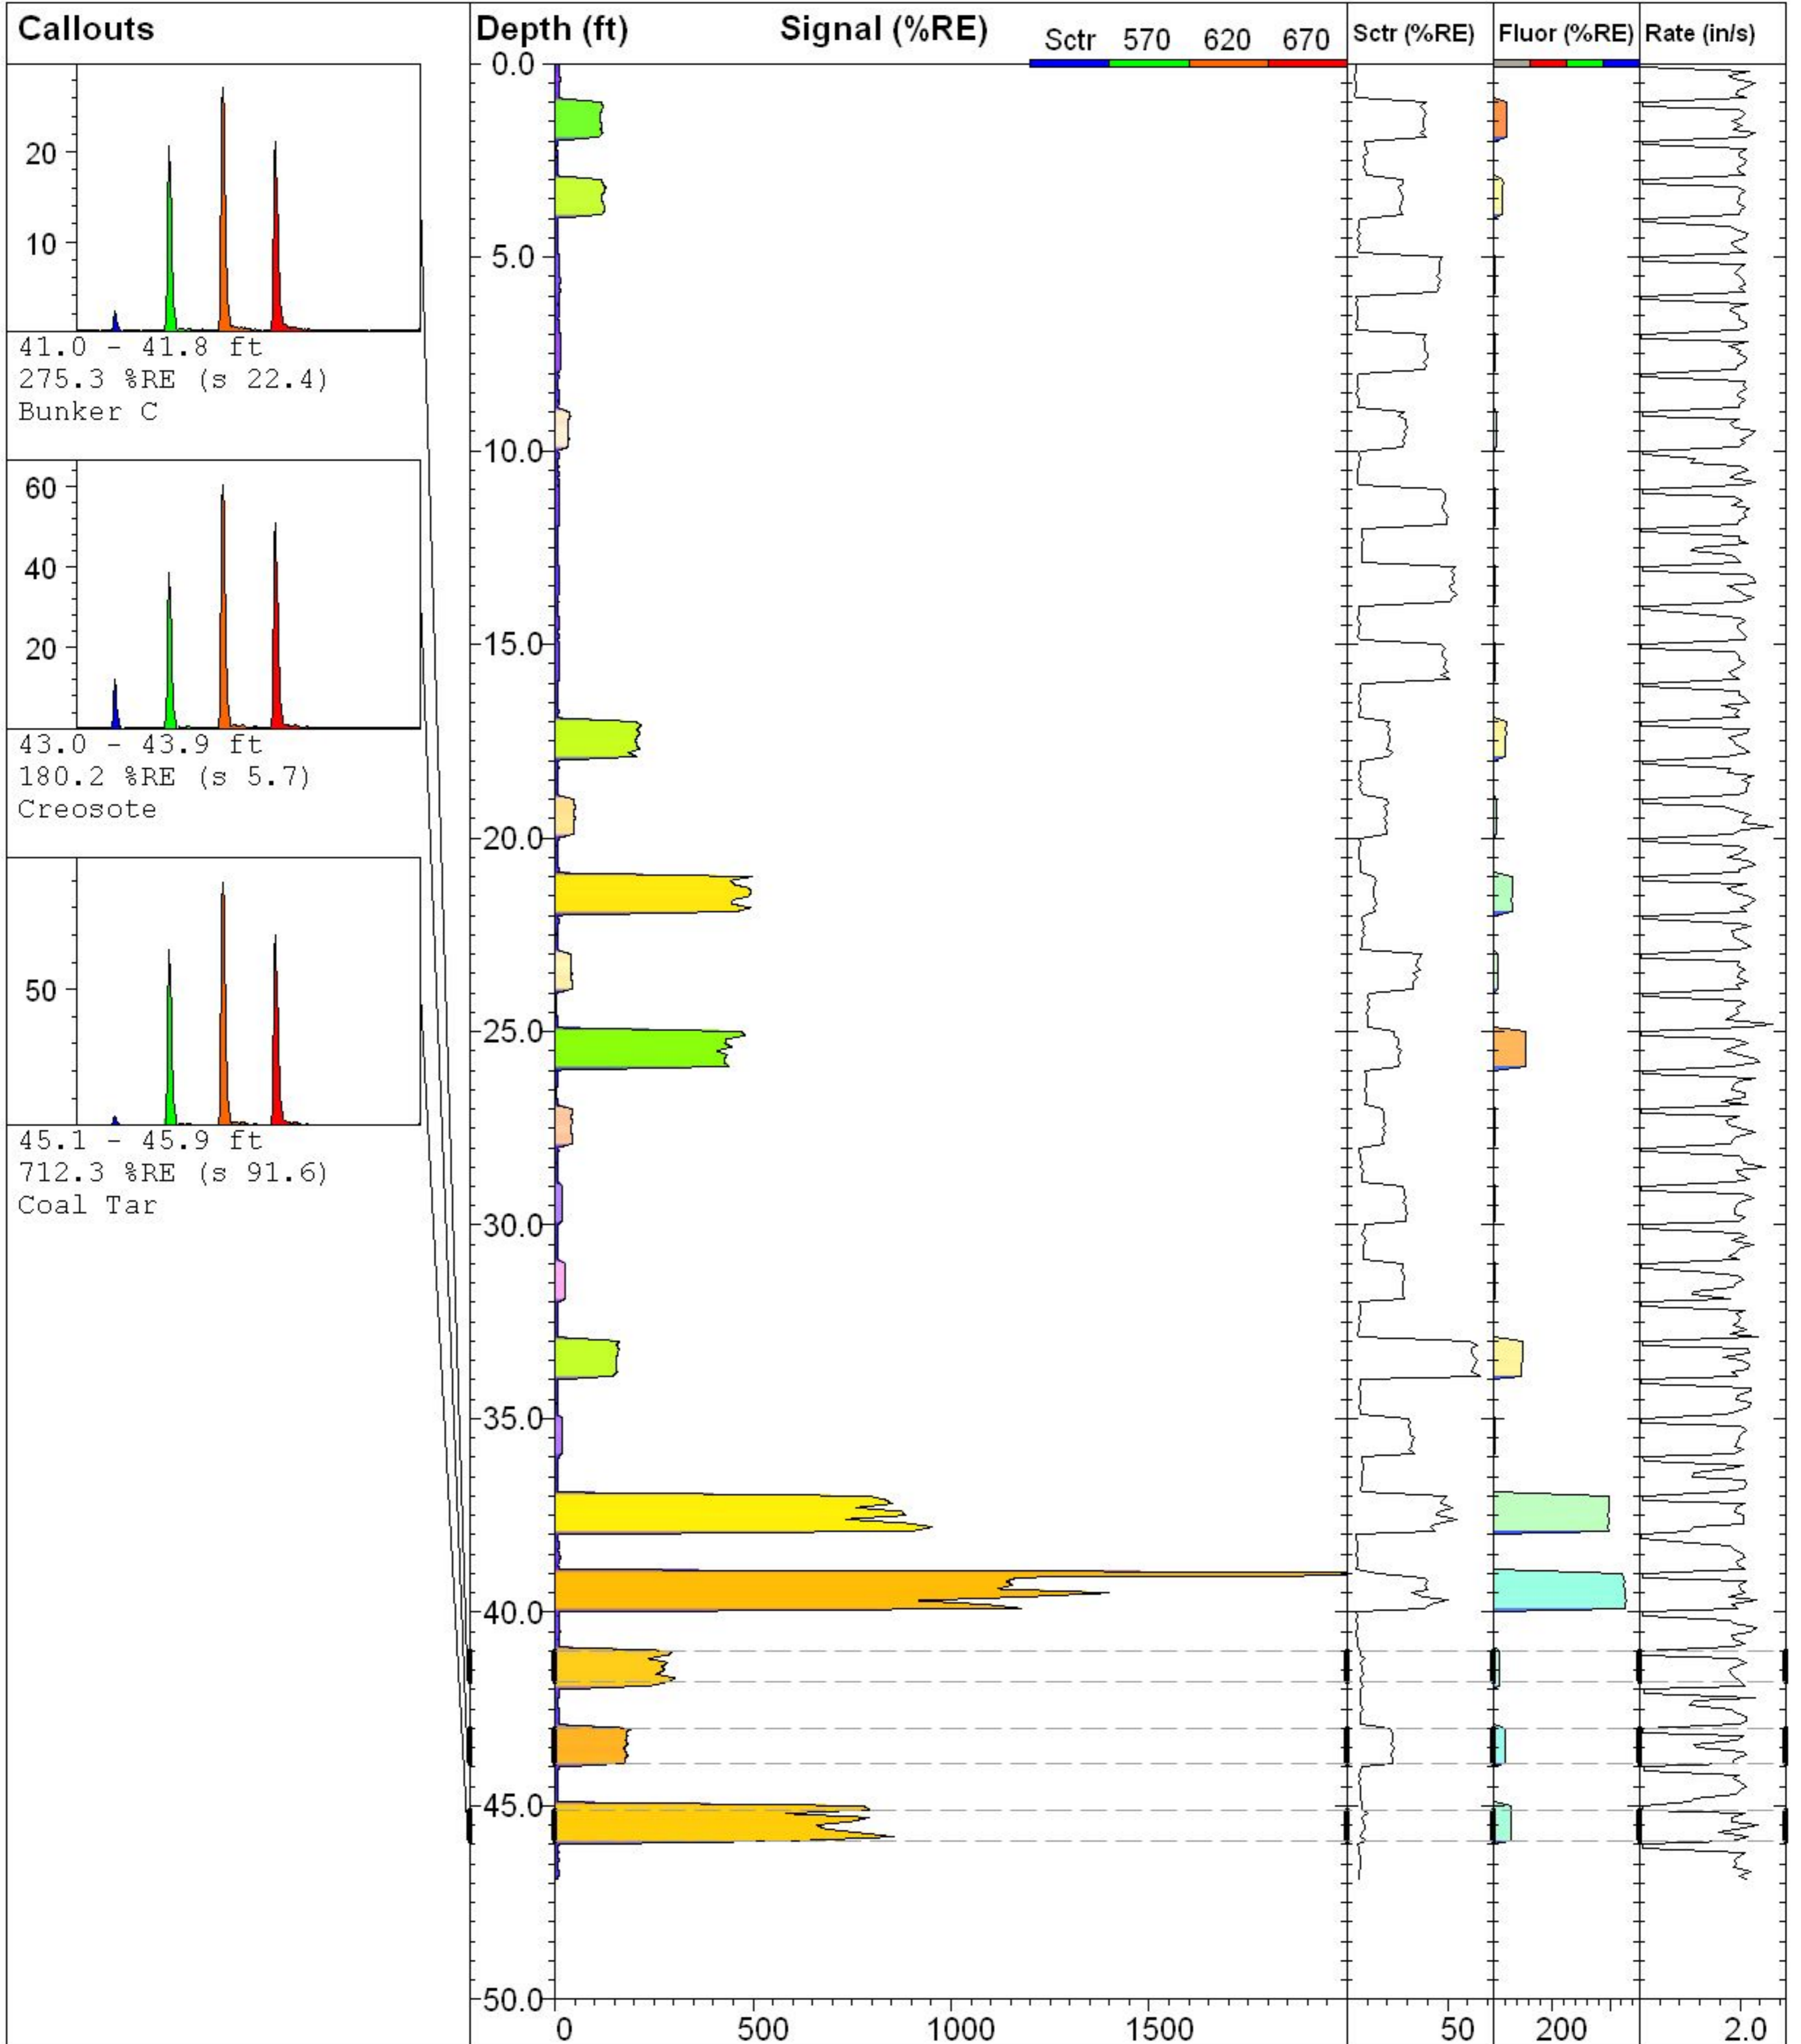 Callouts
Depth (ft)
Signal (%RE)
Sctr 570 620 670
Sctr (%RE)
Fluor (%RE)
Rate (in/s)
20
10
41.0 - 41.8 ft
275.3 %RE (s 22.4)
Bunker C
60
40
20
43.0 - 43.9 ft
180.2 %RE (s 5.7)
Creosote
50
45.1 - 45.9 ft
712.3 %RE (s 91.6)
Coal Tar
0.0
5.0
10.0
15.0
20.0
25.0
30.0
35.0
40.0
45.0
50.0
0 500 1000 1500
50
200
2.0